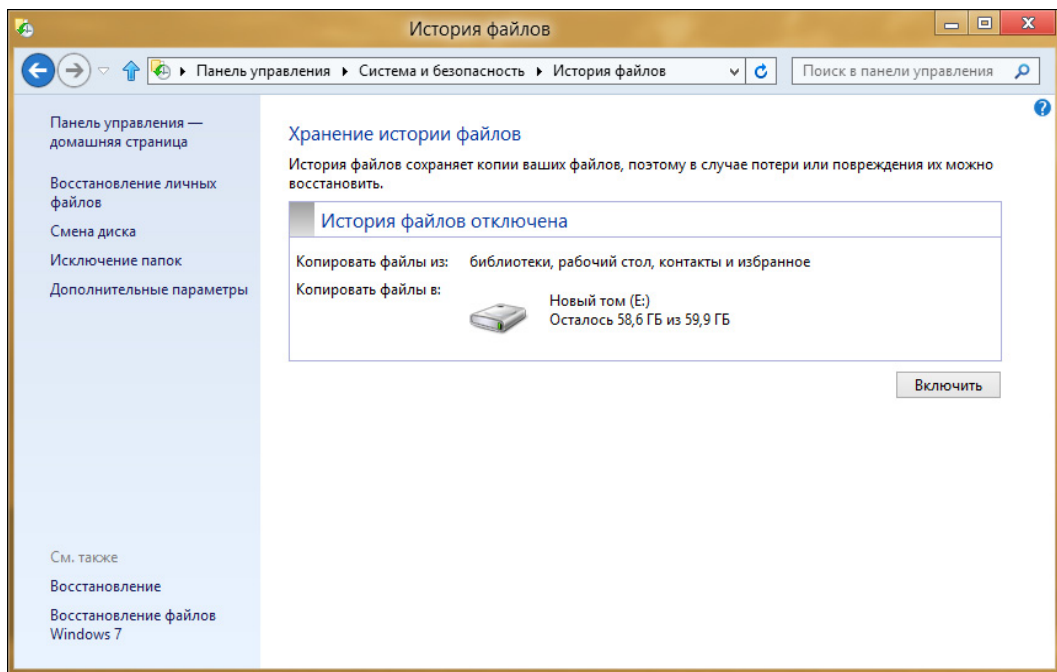 История файлов
Панель управления ▸ Система и безопасность ▸ История файлов
Поиск в панели управления
Панель управления —
домашняя страница
Восстановление личных
файлов
Смена диска
Исключение папок
Дополнительные параметры
См. также
Восстановление
Восстановление файлов
Windows 7
Хранение истории файлов
История файлов сохраняет копии ваших файлов, поэтому в случае потери или повреждения их можно
восстановить.
История файлов отключена
Копировать файлы из: библиотеки, рабочий стол, контакты и избранное
Копировать файлы в:
Новый том (E:)
Осталось 58,6 ГБ из 59,9 ГБ
Включить